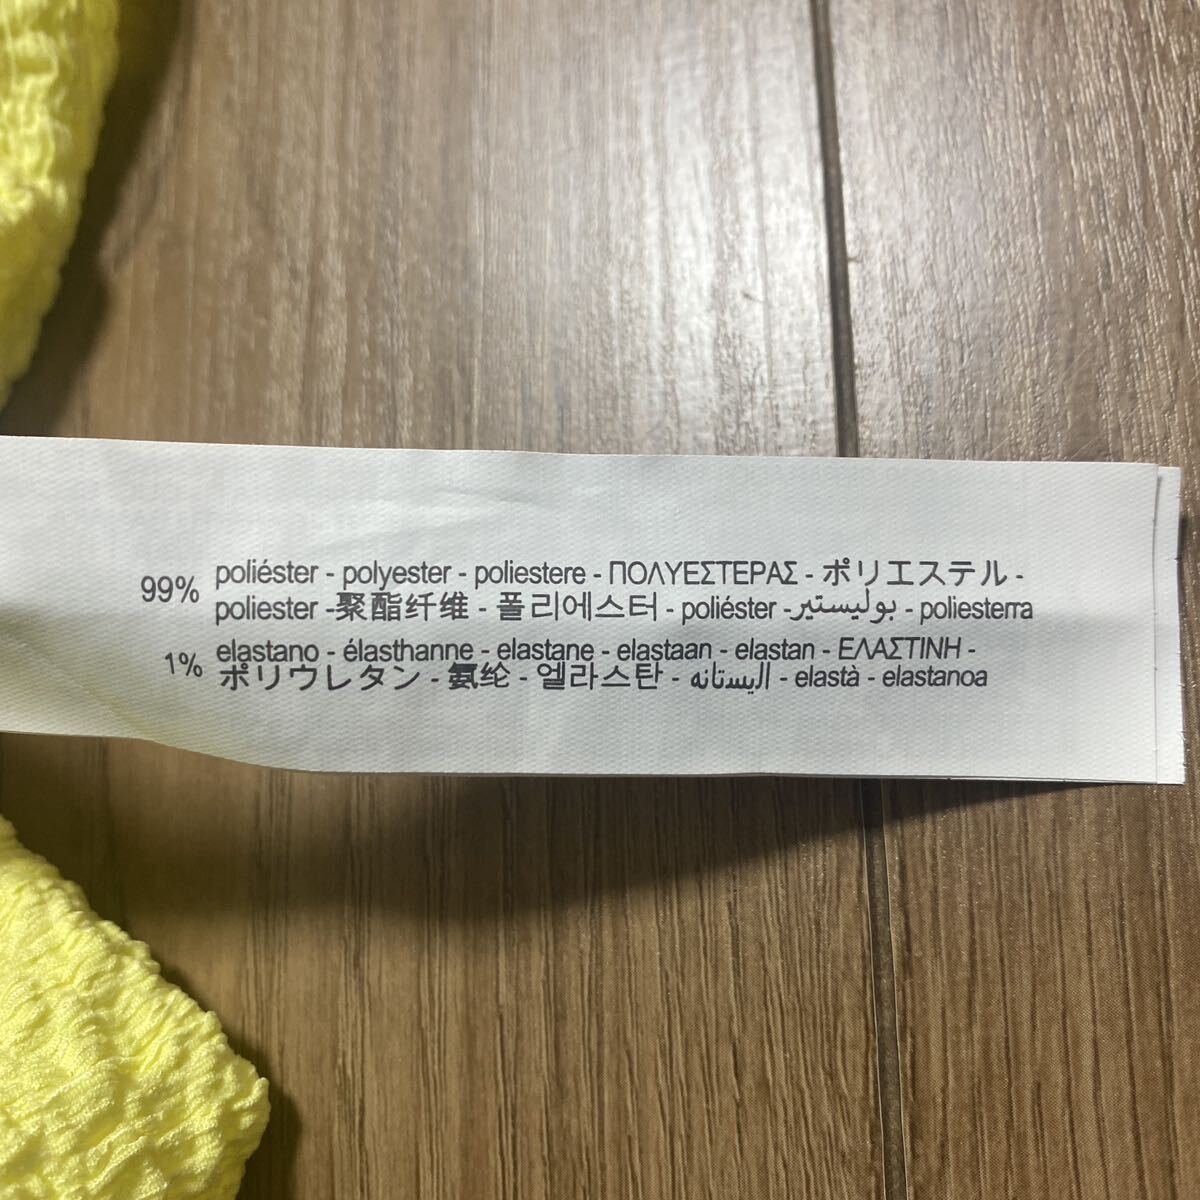 99% poliéster - polyester - poliestere - ΠΟΛΥΕΣΤΕΡΑΣ - ポリエステル -
poliester -聚酯纤维 - 폴리에스터 - poliéster - بوليستير - poliesterra
1% elastano - élasthanne - elastane - elastaan - elastan - ΕΛΑΣΤΙΝΗ -
ポリウレタン - 氨纶 - 엘라스탄 - اليستانه - elastà - elastanoa